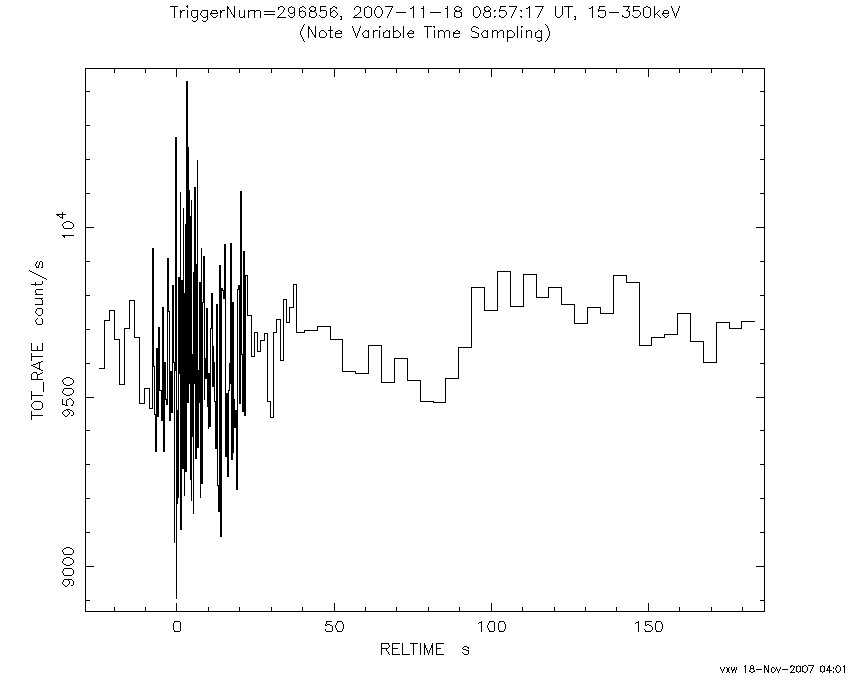 TriggerNum=296856, 2007-11-18 08:57:17 UT, 15-350keV
(Note Variable Time Sampling)
10^4
9500
9000
TOT_RATE count/s
0 50 100 150
RELTIME s
vxw 18-Nov-2007 04:01